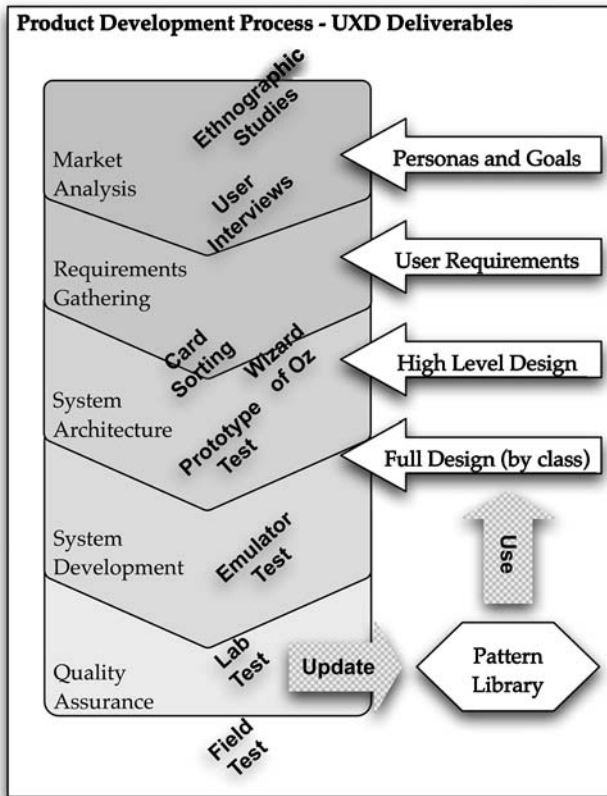 Product Development Process - UXD Deliverables
Ethnographic
Studies
Market
Analysis
Personas and Goals
User
Interviews
Requirements
Gathering
User Requirements
Card
Sorting
Wizard
of Oz
High Level Design
System
Architecture
Prototype
Test
Full Design (by class)
System
Development
Emulator
Test
Use
Quality
Assurance
Lab
Test
Update
Pattern
Library
Field
Test